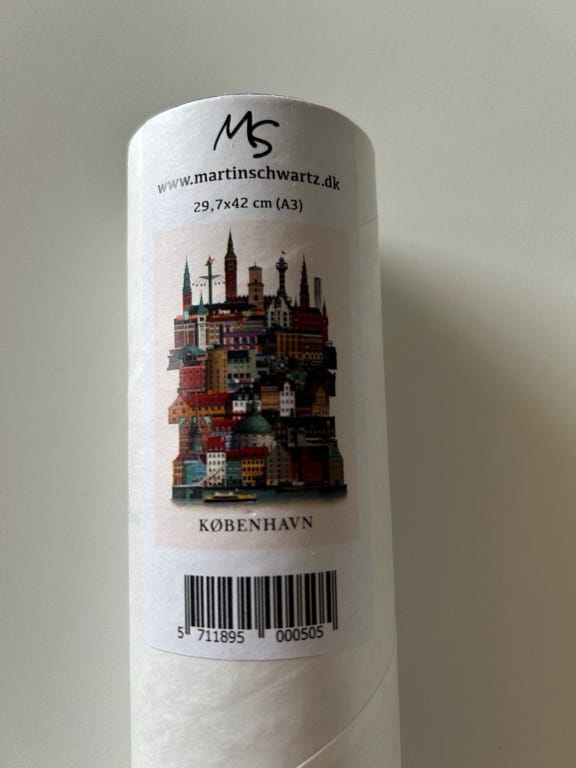 MS
www.martinschwartz.dk
29,7x42 cm (A3)
KØBENHAVN
5 711895 000505